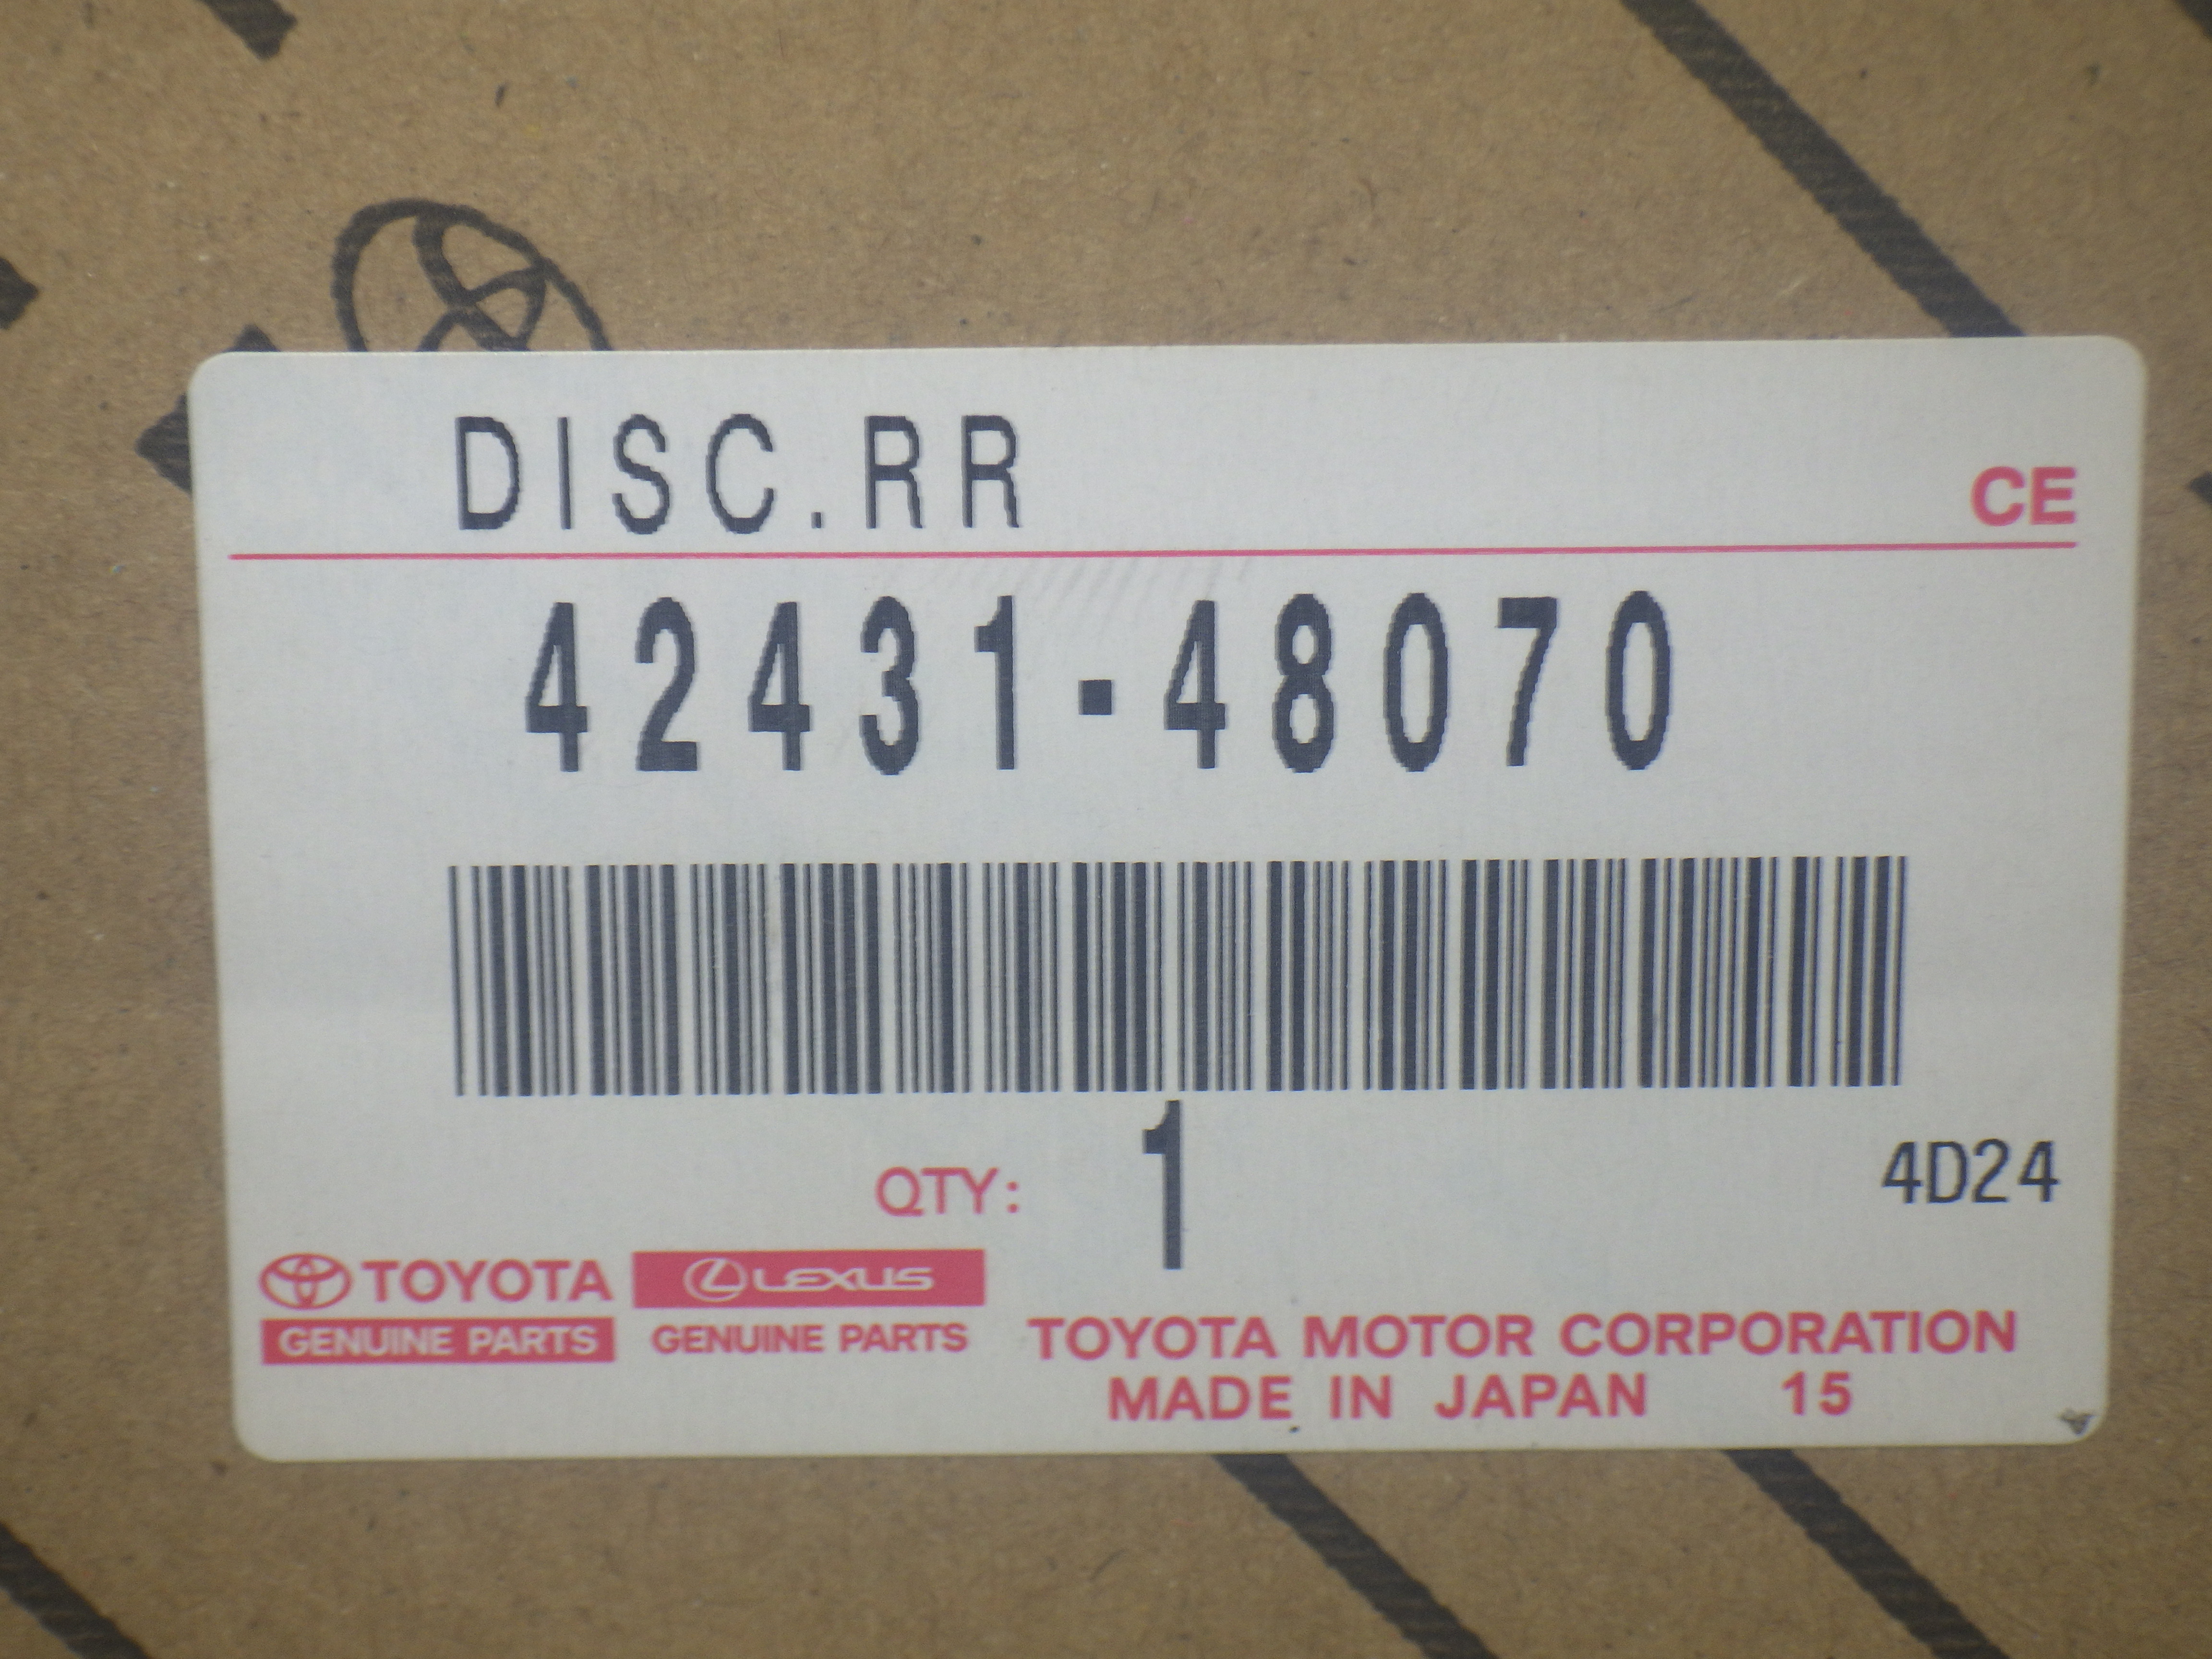 DISC.RR
CE
42431-48070
QTY: 1
4D24
TOYOTA
GENUINE PARTS
LEXUS
GENUINE PARTS
TOYOTA MOTOR CORPORATION
MADE IN JAPAN 15